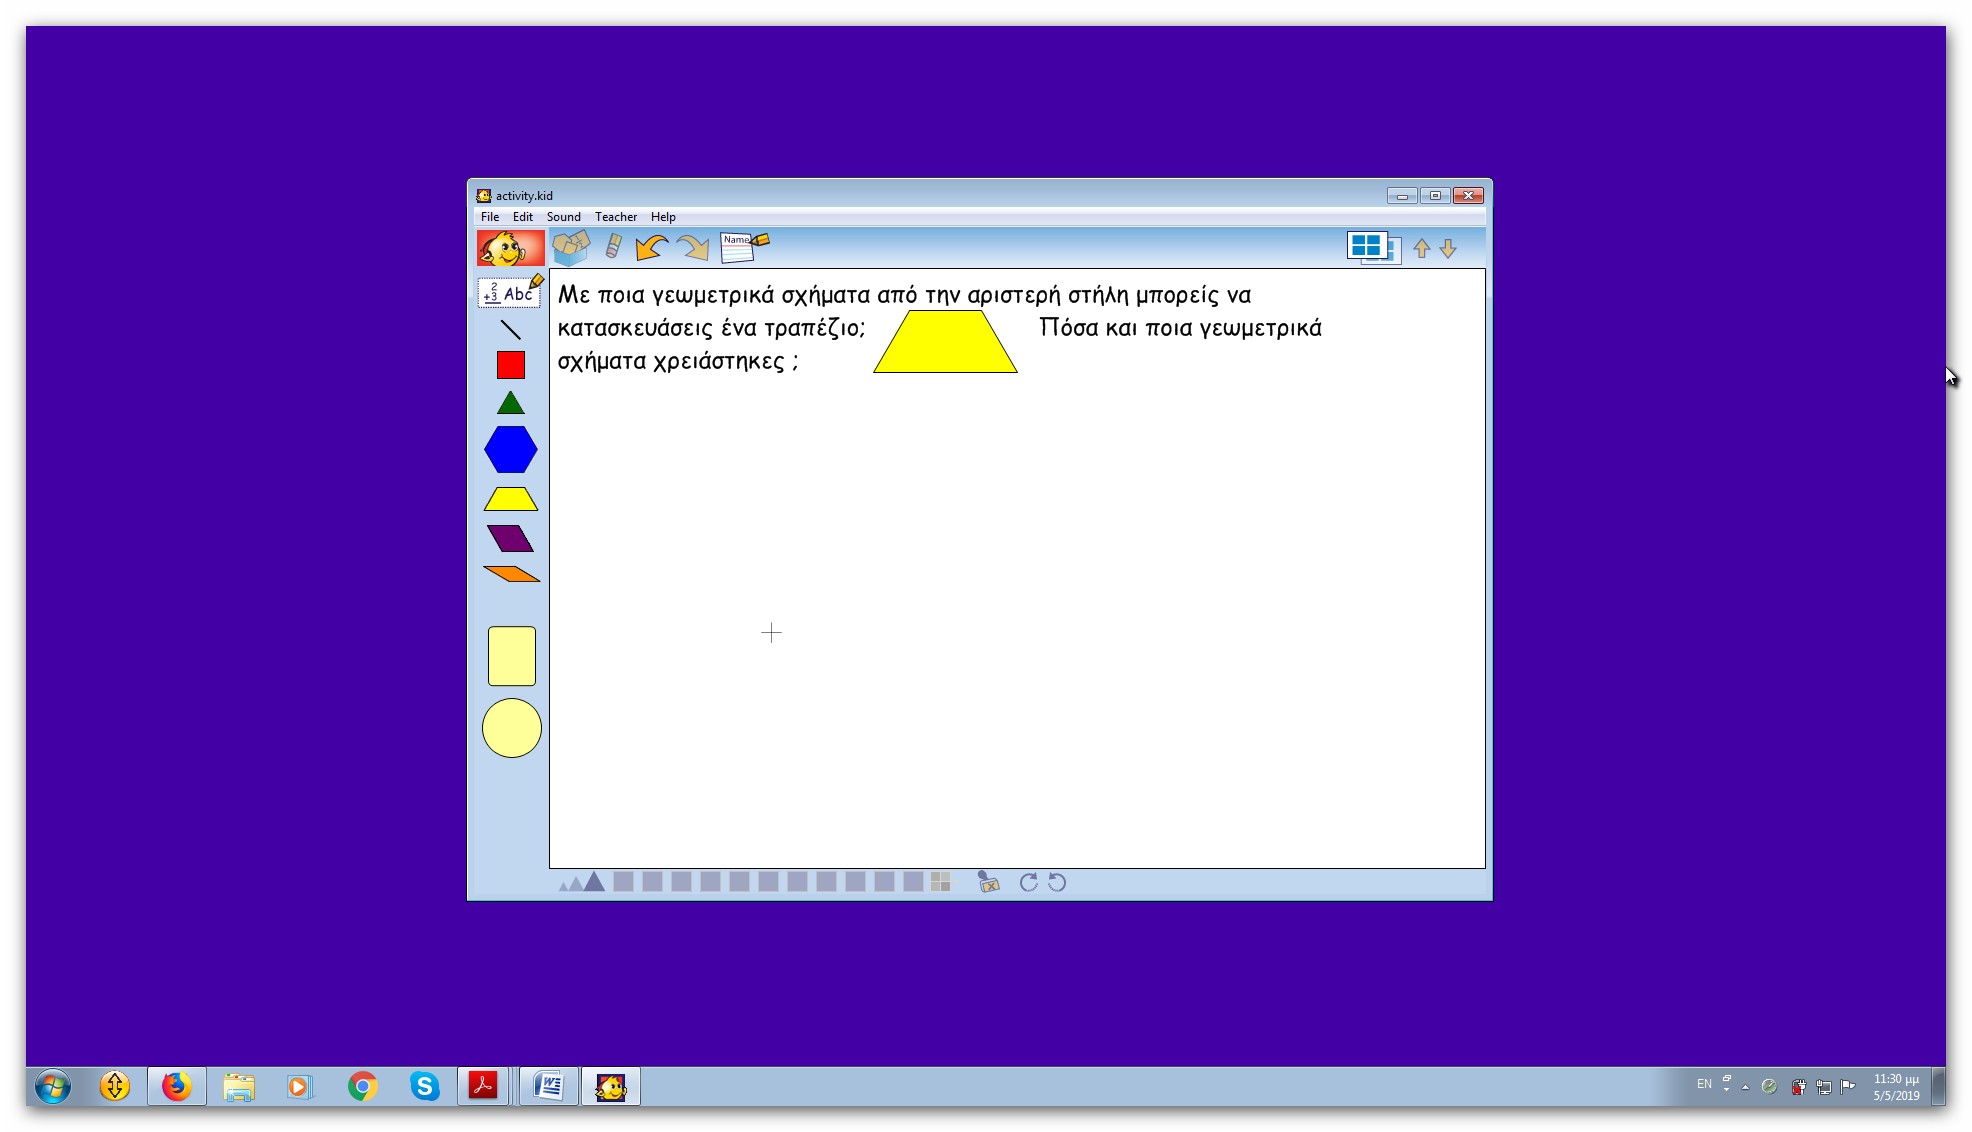 activity.kid
File Edit Sound Teacher Help
Name
2
+3 Abc
Με ποια γεωμετρικά σχήματα από την αριστερή στήλη μπορείς να
κατασκευάσεις ένα τραπέζιο; Πόσα και ποια γεωμετρικά
σχήματα χρειάστηκες ;
EN
11:30 μμ
5/5/2019